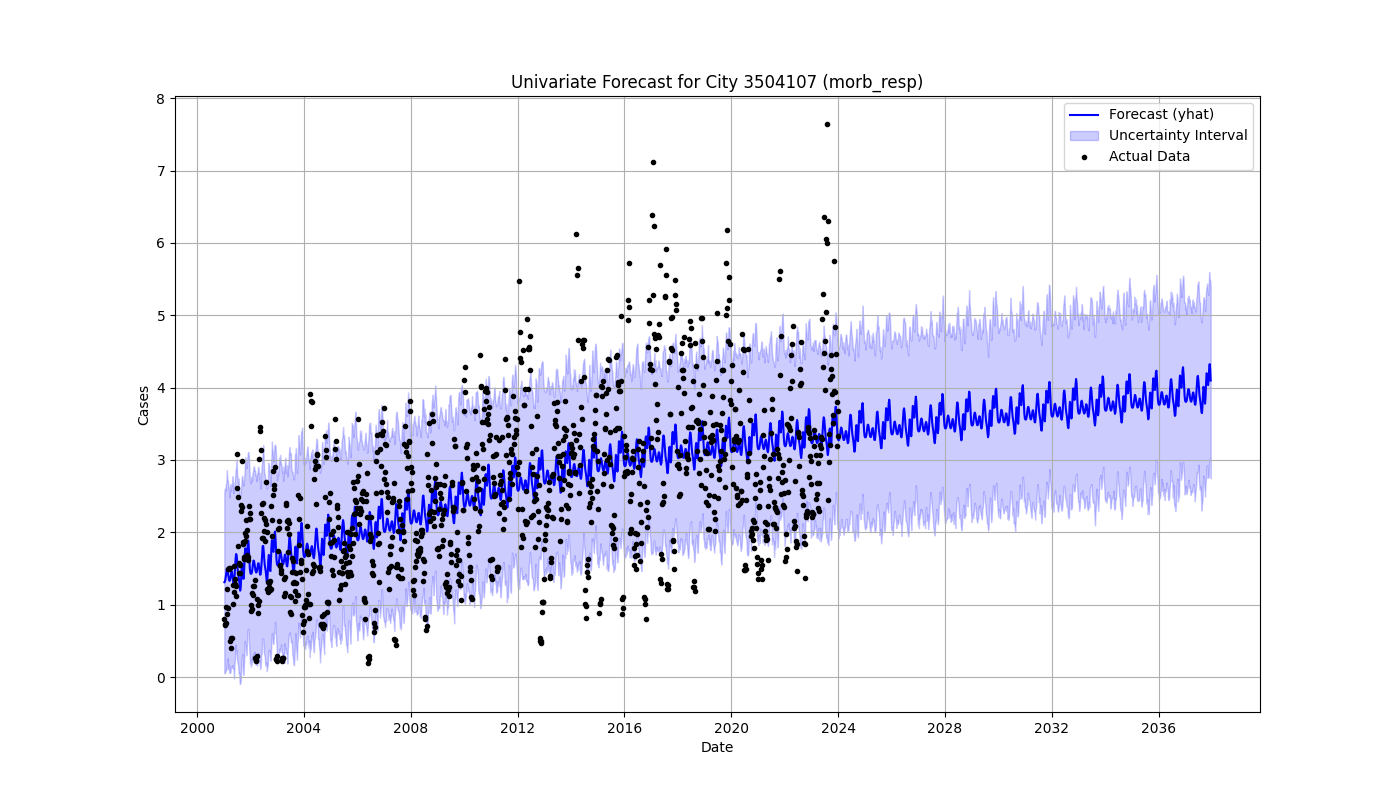 Univariate Forecast for City 3504107 (morb_resp)
Forecast (yhat)
Uncertainty Interval
Actual Data
Cases
8
7
6
5
4
3
2
1
0
2000 2004 2008 2012 2016 2020 2024 2028 2032 2036
Date